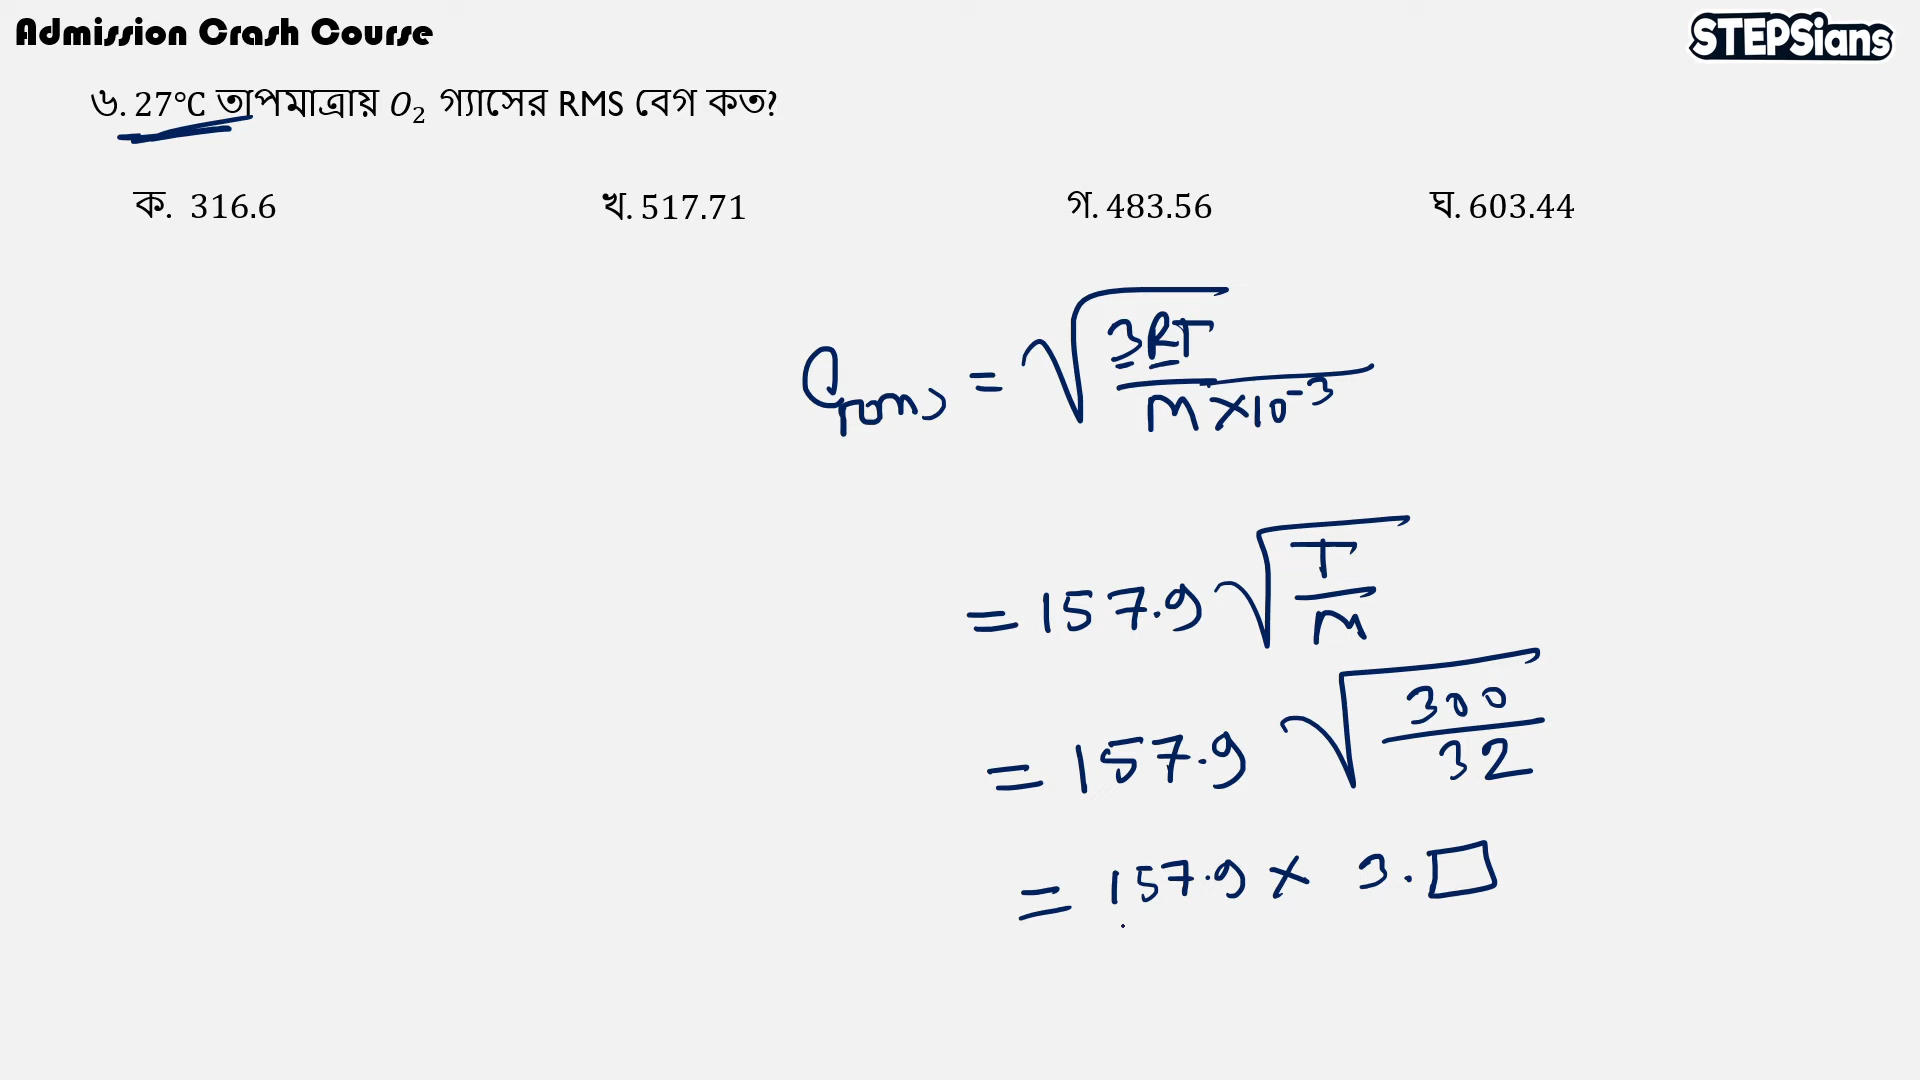 Admission Crash Course
STEPSians
৬. 27°C তাপমাত্রায় O₂ গ্যাসের RMS বেগ কত?
ক. 316.6 খ. 517.71 গ. 483.56 ঘ. 603.44
C_rms = √(3RT / M×10⁻³)
= 157.9 √(T/M)
= 157.9 √(300/32)
= 157.9 × 3.□